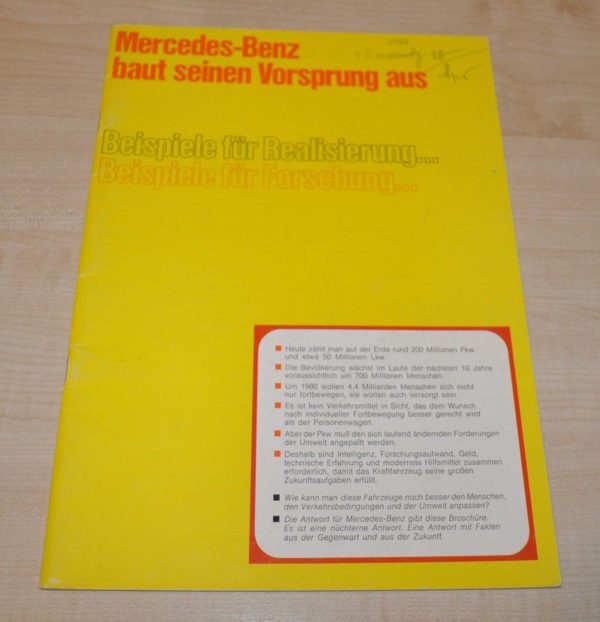 Mercedes-Benz
baut seinen Vorsprung aus
Beispiele für Realisierung...
Beispiele für Forschung...
■ Heute zählt man auf der Erde rund 200 Millionen Pkw
und etwa 50 Millionen Lkw.
■ Die Bevölkerung wächst im Laufe der nächsten 10 Jahre
voraussichtlich um 700 Millionen Menschen.
■ Um 1980 wollen 4,4 Milliarden Menschen sich nicht
nur fortbewegen, sie wollen auch versorgt sein.
■ Es ist kein Verkehrsmittel in Sicht, das dem Wunsch
nach individueller Fortbewegung besser gerecht wird
als der Personenwagen.
■ Aber der Pkw muß den sich laufend ändernden Forderungen
der Umwelt angepaßt werden.
■ Deshalb sind Intelligenz, Forschungsaufwand, Geld,
technische Erfahrung und modernste Hilfsmittel zusammen
erforderlich, damit das Kraftfahrzeug seine großen
Zukunftsaufgaben erfüllt.
■ Wie kann man diese Fahrzeuge noch besser den Menschen,
den Verkehrsbedingungen und der Umwelt anpassen?
■ Die Antwort für Mercedes-Benz gibt diese Broschüre.
Es ist eine nüchterne Antwort. Eine Antwort mit Fakten
aus der Gegenwart und aus der Zukunft.